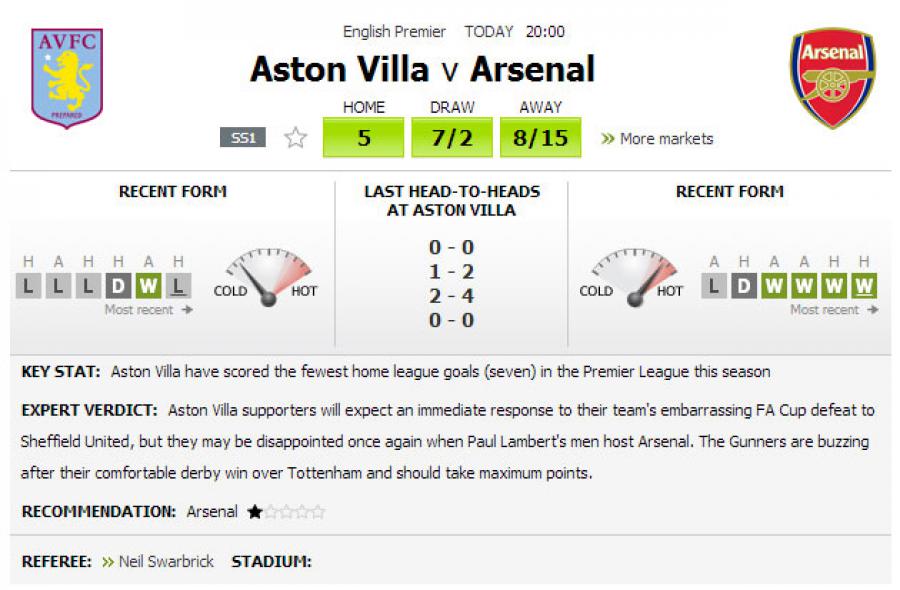 AVFC
PREPARED
English Premier TODAY 20:00
Aston Villa v Arsenal
Arsenal
HOME DRAW AWAY
SS1 5 7/2 8/15 >> More markets
RECENT FORM
H A H H A H
L L L D W L
Most recent →
COLD HOT
LAST HEAD-TO-HEADS
AT ASTON VILLA
0 - 0
1 - 2
2 - 4
0 - 0
RECENT FORM
A H A A H H
L D W W W W
Most recent →
COLD HOT
KEY STAT: Aston Villa have scored the fewest home league goals (seven) in the Premier League this season
EXPERT VERDICT: Aston Villa supporters will expect an immediate response to their team's embarrassing FA Cup defeat to
Sheffield United, but they may be disappointed once again when Paul Lambert's men host Arsenal. The Gunners are buzzing
after their comfortable derby win over Tottenham and should take maximum points.
RECOMMENDATION: Arsenal ★☆☆☆☆
REFEREE: >> Neil Swarbrick STADIUM: